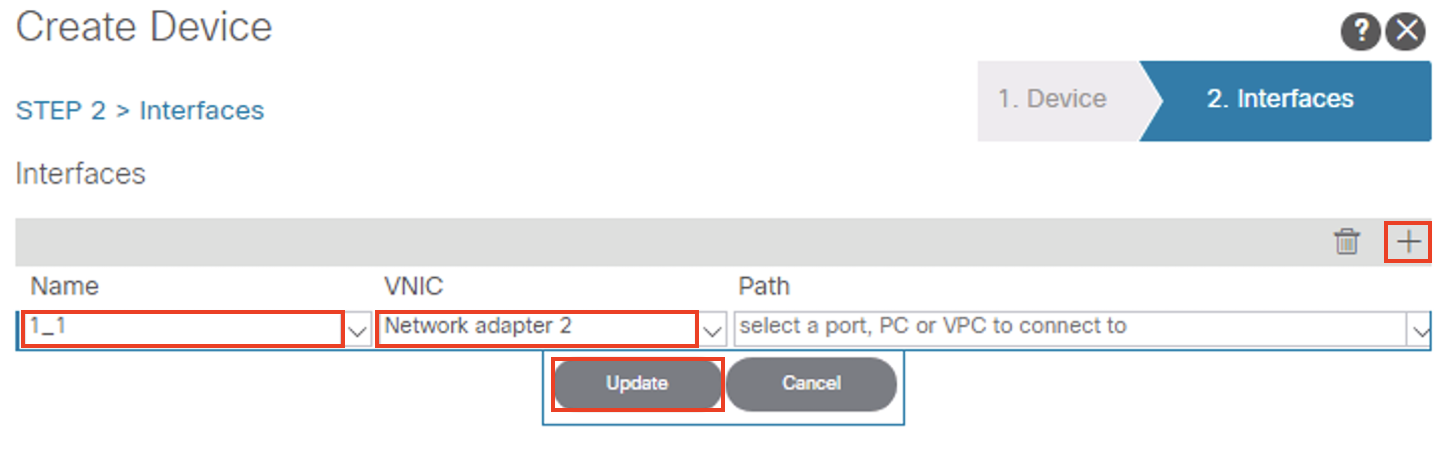 Create Device
?
STEP 2 > Interfaces
1. Device
2. Interfaces
Interfaces
Name VNIC Path
1_1 Network adapter 2 select a port, PC or VPC to connect to
Update Cancel